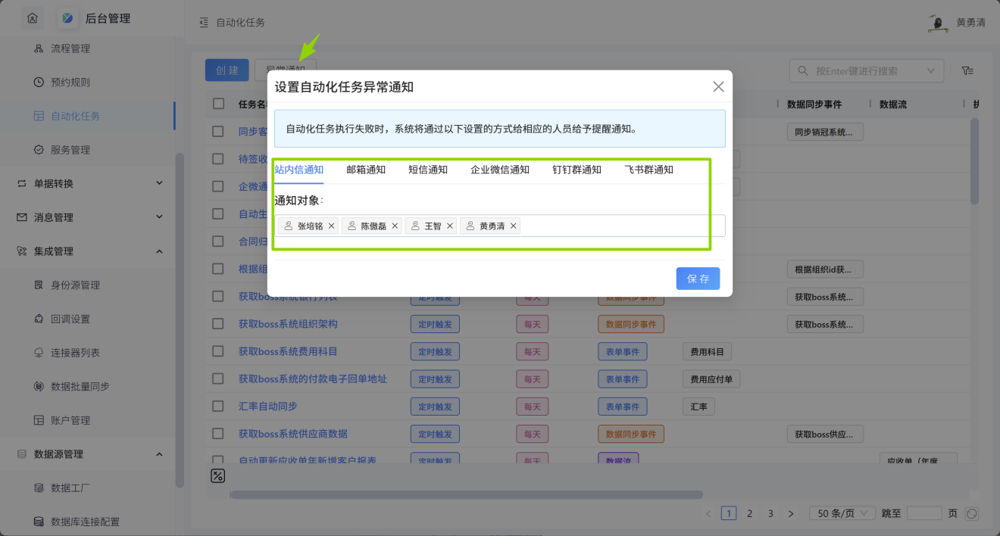 后台管理
自动化任务
黄勇清
流程管理
预约规则
自动化任务
服务管理
单据转换
消息管理
集成管理
身份源管理
回调设置
连接器列表
数据批量同步
账户管理
数据源管理
数据工厂
数据库连接配置
创 建
异常通知
按Enter键进行搜索
设置自动化任务异常通知
自动化任务执行失败时，系统将通过以下设置的方式给相应的人员给予提醒通知。
站内信通知 邮箱通知 短信通知 企业微信通知 钉钉群通知 飞书群通知
通知对象:
张培铭 陈傲磊 王智 黄勇清
保 存
任务名 数据同步事件 数据流 执
同步客 同步销冠系统...
待签收
企微通
自动生
合同归
根据组 根据组织id获...
获取boss系统银行列表 定时触发 每天 数据同步事件 获取boss系统...
获取boss系统组织架构 定时触发 每天 数据同步事件 获取boss系统...
获取boss系统费用科目 定时触发 每天 表单事件 费用科目
获取boss系统的付款电子回单地址 定时触发 每天 表单事件 费用应付单
汇率自动同步 定时触发 每天 表单事件 汇率
获取boss系统供应商数据 定时触发 每天 数据同步事件 获取boss供应...
自动更新应收单年新增客户报表 定时触发 每天 数据流 应收单（年度
1 2 3 50 条/页 跳至 页